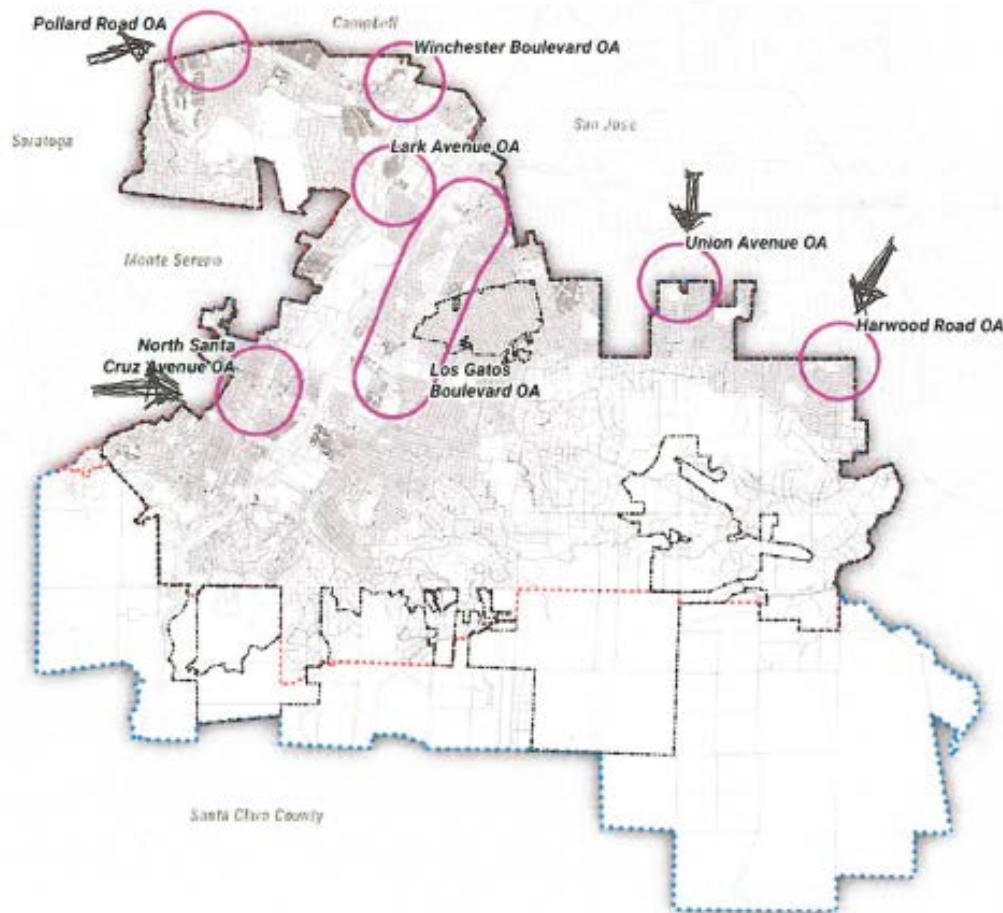 Pollard Road OA
Campbell
Winchester Boulevard OA
San Jose
Saratoga
Lark Avenue OA
Union Avenue OA
Monte Sereno
Harwood Road OA
North Santa
Cruz Avenue OA
Los Gatos
Boulevard OA
Santa Clara County